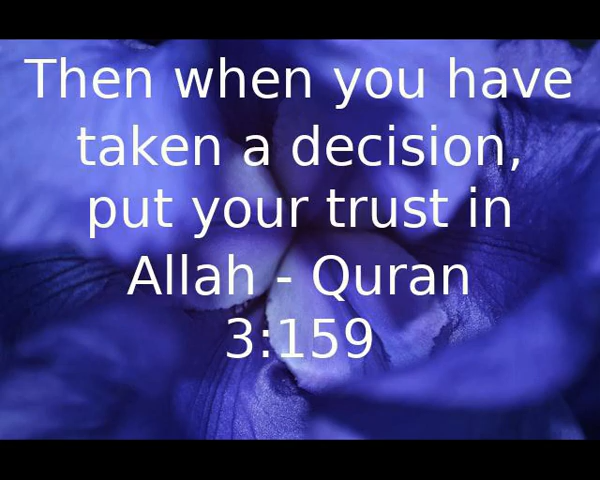 Then when you have
taken a decision,
put your trust in
Allah - Quran
3:159